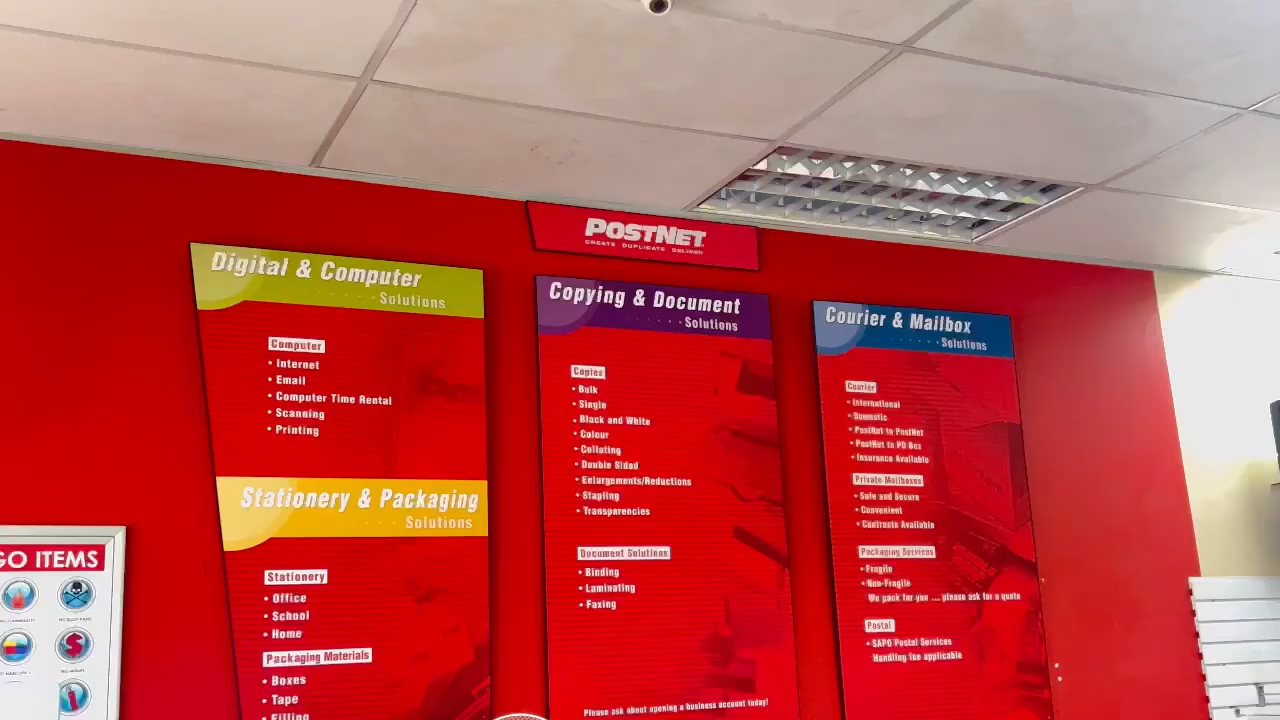 POSTNET
CREATE DUPLICATE DELIVER
Digital & Computer
Solutions
Computer
• Internet
• Email
• Computer Time Rental
• Scanning
• Printing
Stationery & Packaging
Solutions
Stationery
• Office
• School
• Home
Packaging Materials
• Boxes
• Tape
• Filling
Copying & Document
Solutions
Copies
• Bulk
• Single
• Black and White
• Colour
• Collating
• Double Sided
• Enlargements/Reductions
• Stapling
• Transparencies
Document Solutions
• Binding
• Laminating
• Faxing
Please ask about opening a business account today!
Courier & Mailbox
Solutions
Courier
• International
• Domestic
• PostNet to PostNet
• PostNet to PO Box
• Insurance Available
Private Mailboxes
• Safe and Secure
• Convenient
• Contracts Available
Packaging Services
• Fragile
• Non-Fragile
We pack for you .... please ask for a quote
Postal
• SAPO Postal Services
Handling fee applicable
GO ITEMS